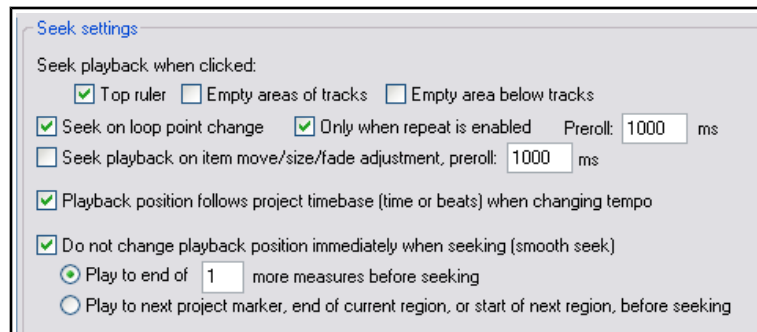 Seek settings
Seek playback when clicked:
Top ruler Empty areas of tracks Empty area below tracks
Seek on loop point change Only when repeat is enabled Preroll: 1000 ms
Seek playback on item move/size/fade adjustment, preroll: 1000 ms
Playback position follows project timebase (time or beats) when changing tempo
Do not change playback position immediately when seeking (smooth seek)
Play to end of 1 more measures before seeking
Play to next project marker, end of current region, or start of next region, before seeking